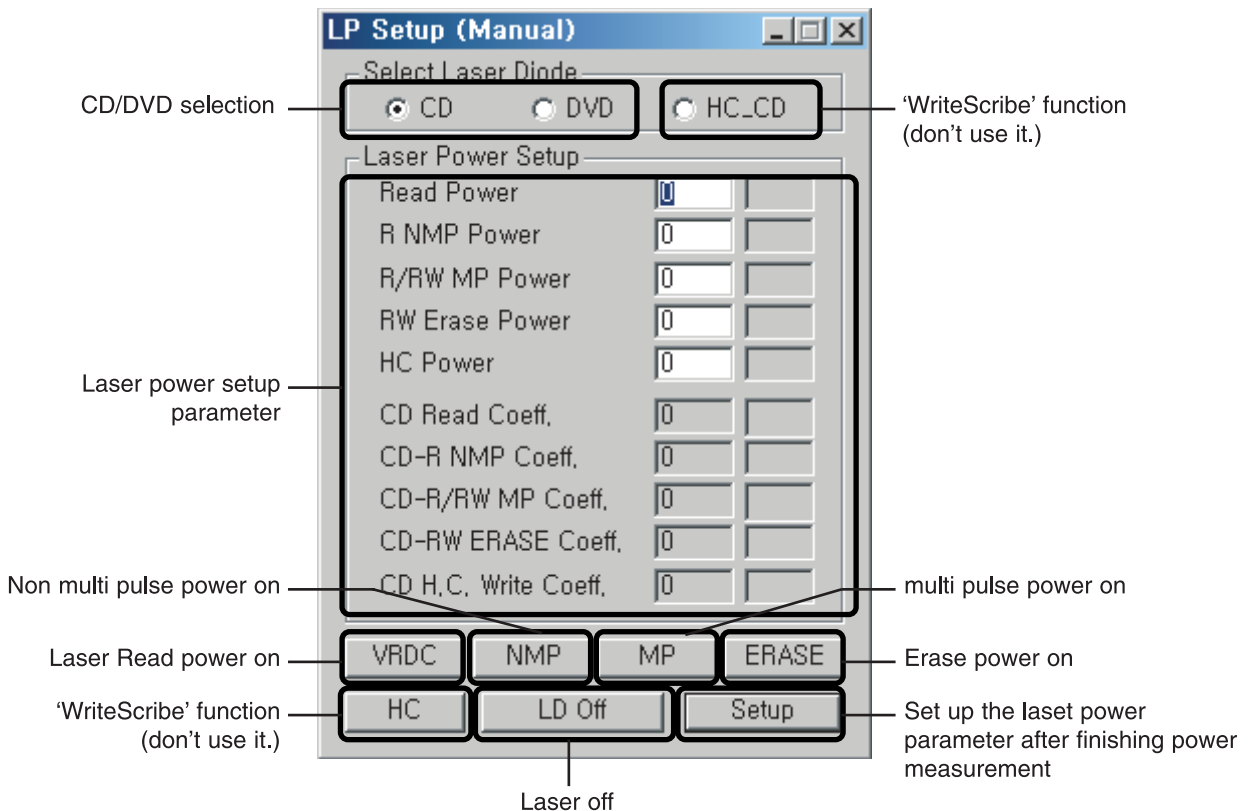 LP Setup (Manual)
Select Laser Diode
CD/DVD selection
CD
DVD
HC_CD
‘WriteScribe’ function
(don’t use it.)
Laser Power Setup
Read Power 0
R NMP Power 0
R/RW MP Power 0
RW Erase Power 0
HC Power 0
Laser power setup
parameter
CD Read Coeff, 0
CD-R NMP Coeff, 0
CD-R/RW MP Coeff, 0
CD-RW ERASE Coeff, 0
CD H,C, Write Coeff, 0
Non multi pulse power on
multi pulse power on
Laser Read power on
VRDC
NMP
MP
ERASE
Erase power on
‘WriteScribe’ function
(don’t use it.)
HC
LD Off
Setup
Set up the laset power
parameter after finishing power
measurement
Laser off